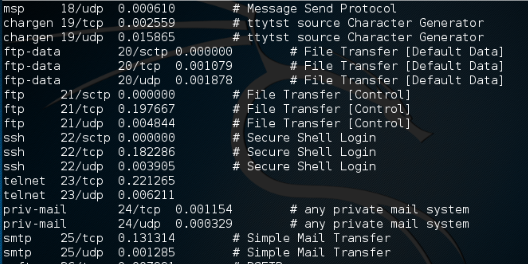 msp 18/udp 0.000610 # Message Send Protocol
chargen 19/tcp 0.002559 # ttytst source Character Generator
chargen 19/udp 0.015865 # ttytst source Character Generator
ftp-data 20/sctp 0.000000 # File Transfer [Default Data]
ftp-data 20/tcp 0.001079 # File Transfer [Default Data]
ftp-data 20/udp 0.001878 # File Transfer [Default Data]
ftp 21/sctp 0.000000 # File Transfer [Control]
ftp 21/tcp 0.197667 # File Transfer [Control]
ftp 21/udp 0.004844 # File Transfer [Control]
ssh 22/sctp 0.000000 # Secure Shell Login
ssh 22/tcp 0.182286 # Secure Shell Login
ssh 22/udp 0.003905 # Secure Shell Login
telnet 23/tcp 0.221265
telnet 23/udp 0.006211
priv-mail 24/tcp 0.001154 # any private mail system
priv-mail 24/udp 0.000329 # any private mail system
smtp 25/tcp 0.131314 # Simple Mail Transfer
smtp 25/udp 0.001285 # Simple Mail Transfer